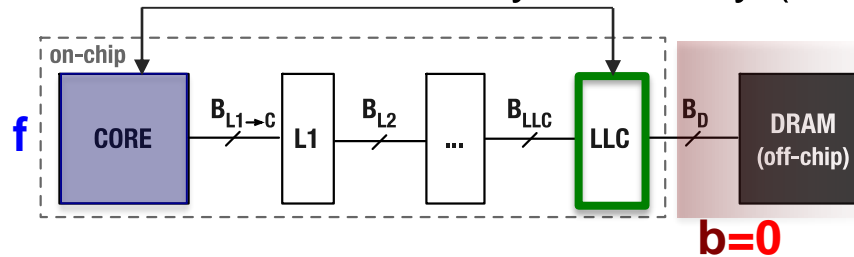 on-chip
f
CORE
B L1→C
L1
B L2
...
B LLC
LLC
B D
DRAM
(off-chip)
b=0